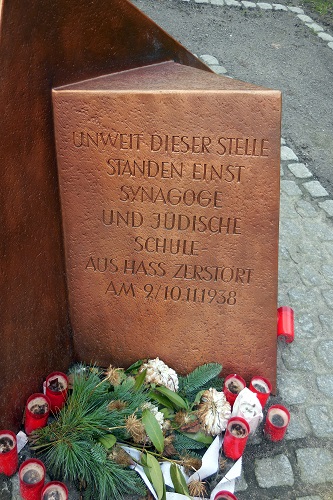 UNWEIT DIESER STELLE
STANDEN EINST
SYNAGOGE
UND JÜDISCHE
SCHULE
AUS HASS ZERSTÖRT
AM 9./10.11.1938